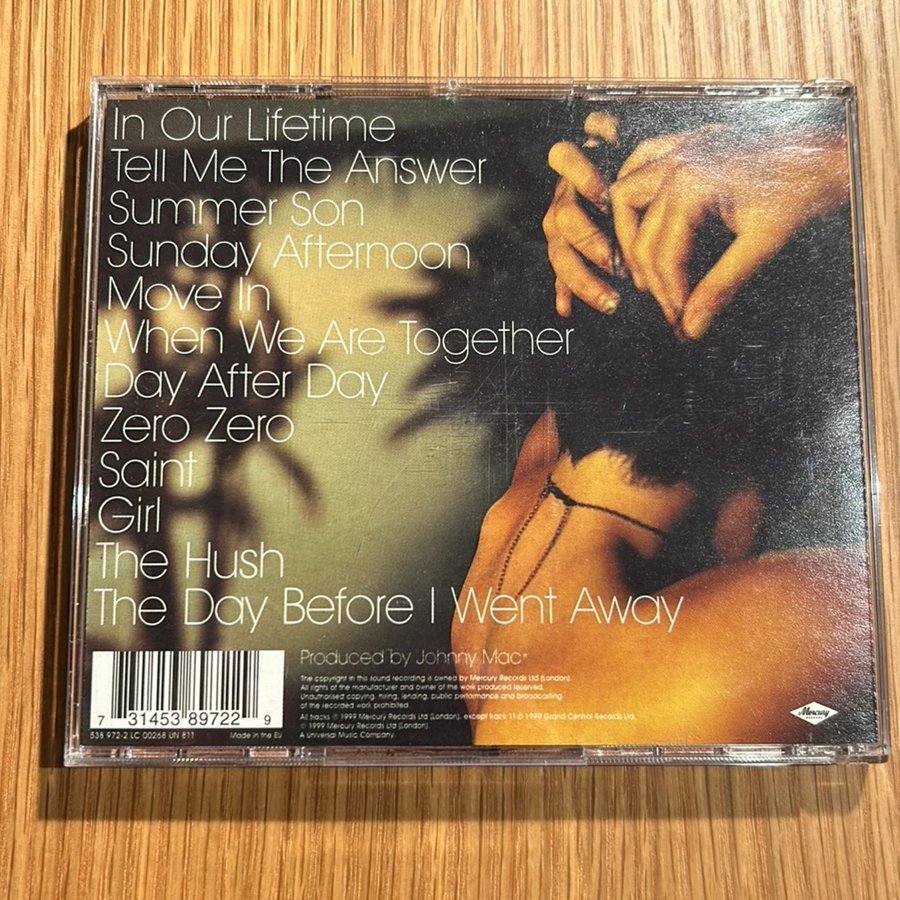 In Our Lifetime
Tell Me The Answer
Summer Son
Sunday Afternoon
Move In
When We Are Together
Day After Day
Zero Zero
Saint
Girl
The Hush
The Day Before I Went Away
Produced by Johnny Mac*
The copyright in this sound recording is owned by Mercury Records Ltd (London).
All rights of the manufacturer and owner of the work produced reserved.
Unauthorised copying, hiring, lending, public performance and broadcasting
of the recorded work prohibited.
All tracks ℗ 1999 Mercury Records Ltd (London), except track 11 ℗ 1999 Grand Central Records Ltd.
© 1999 Mercury Records Ltd (London).
A Universal Music Company
7 31453 89722 9
538 972-2 LC 00268 UN 811 Made in the EU
Mercury
RECORDS